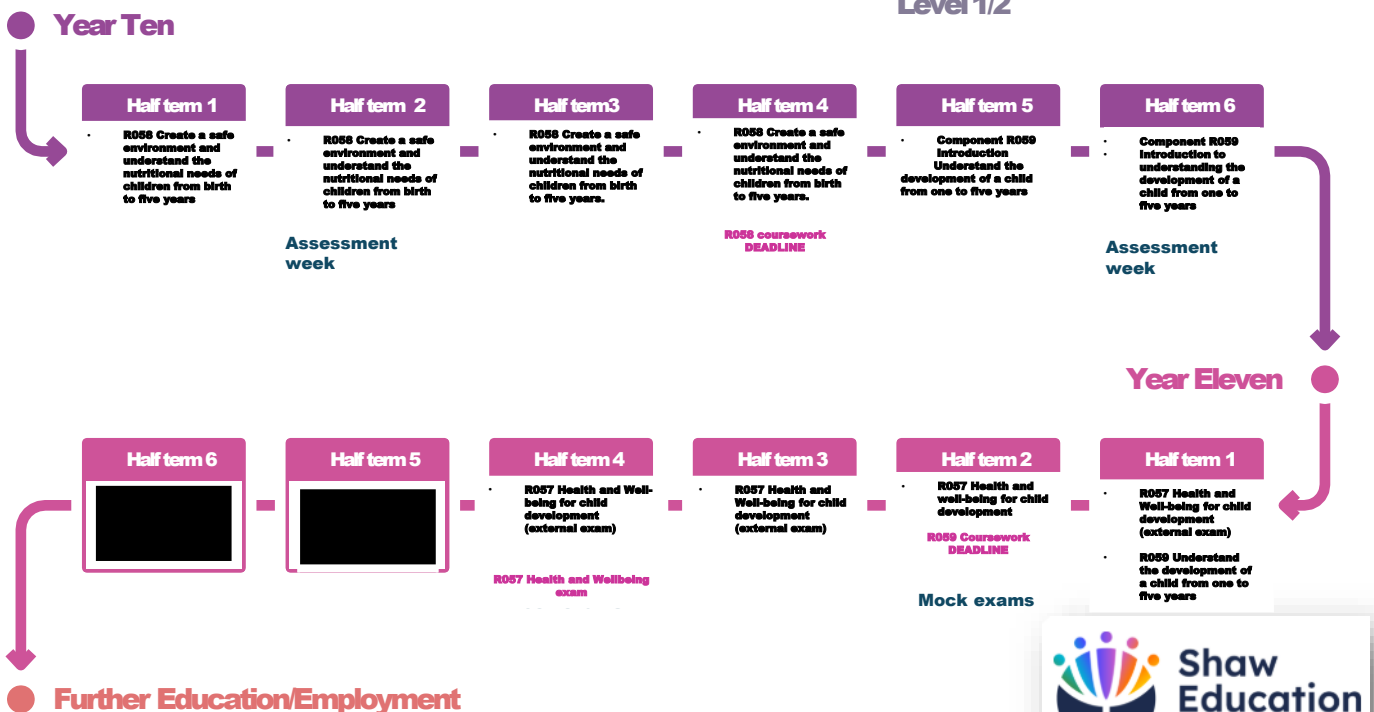 Level 1/2
Year Ten
Half term 1
R058 Create a safe
environment and
understand the
nutritional needs of
children from birth
to five years
Half term 2
R058 Create a safe
environment and
understand the
nutritional needs of
children from birth
to five years
Assessment
week
Half term3
R058 Create a safe
environment and
understand the
nutritional needs of
children from birth
to five years.
Half term 4
R058 Create a safe
environment and
understand the
nutritional needs of
children from birth
to five years.
R058 coursework
DEADLINE
Half term 5
Component R059
Introduction
Understand the
development of a child
from one to five years
Half term 6
Component R059
Introduction to
understanding the
development of a
child from one to
five years
Assessment
week
Year Eleven
Half term 6
Half term 5
Half term 4
R057 Health and Well-
being for child
development
(external exam)
R057 Health and Wellbeing
exam
Half term 3
R057 Health and
Well-being for child
development
(external exam)
Half term 2
R057 Health and
well-being for child
development
R059 Coursework
DEADLINE
Mock exams
Half term 1
R057 Health and
Well-being for child
development
(external exam)
R059 Understand
the development of
a child from one to
five years
Shaw
Education
Further Education/Employment